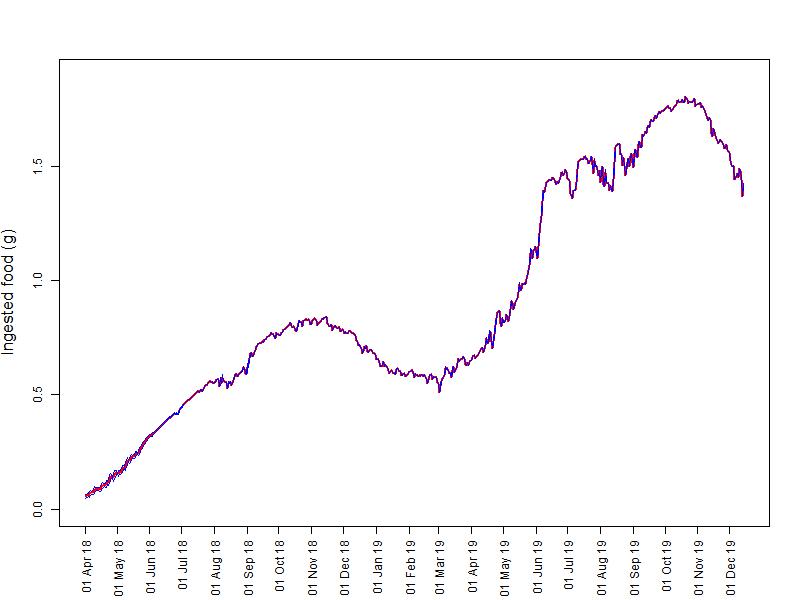 Ingested food (g)
1.5
1.0
0.5
0.0
01 Apr 18
01 May 18
01 Jun 18
01 Jul 18
01 Aug 18
01 Sep 18
01 Oct 18
01 Nov 18
01 Dec 18
01 Jan 19
01 Feb 19
01 Mar 19
01 Apr 19
01 May 19
01 Jun 19
01 Jul 19
01 Aug 19
01 Sep 19
01 Oct 19
01 Nov 19
01 Dec 19